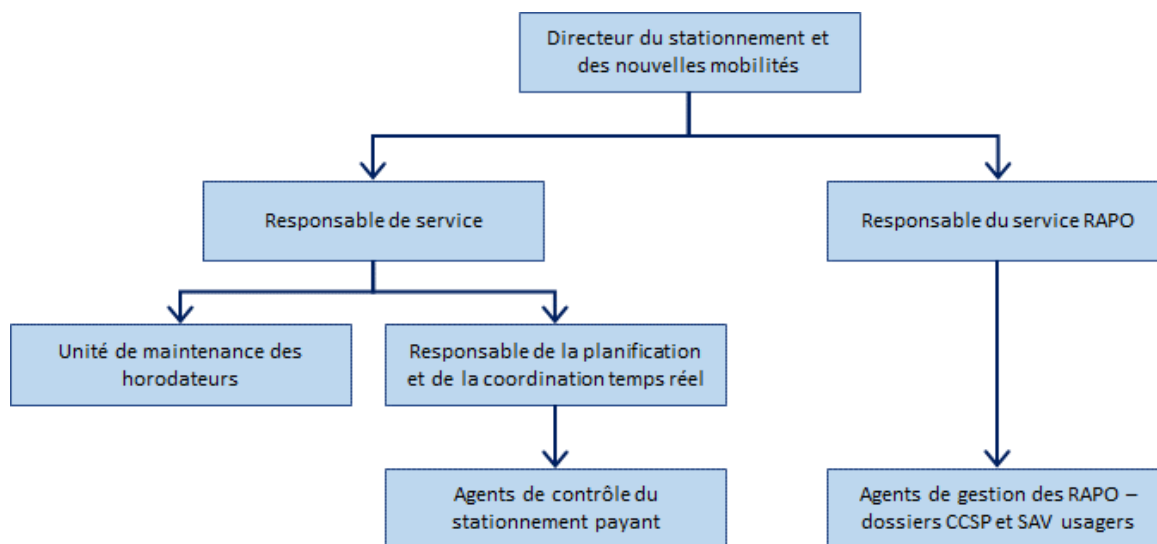 Directeur du stationnement et
des nouvelles mobilités
Responsable de service
Responsable du service RAPO
Unité de maintenance des
horodateurs
Responsable de la planification
et de la coordination temps réel
Agents de contrôle du
stationnement payant
Agents de gestion des RAPO –
dossiers CCSP et SAV usagers